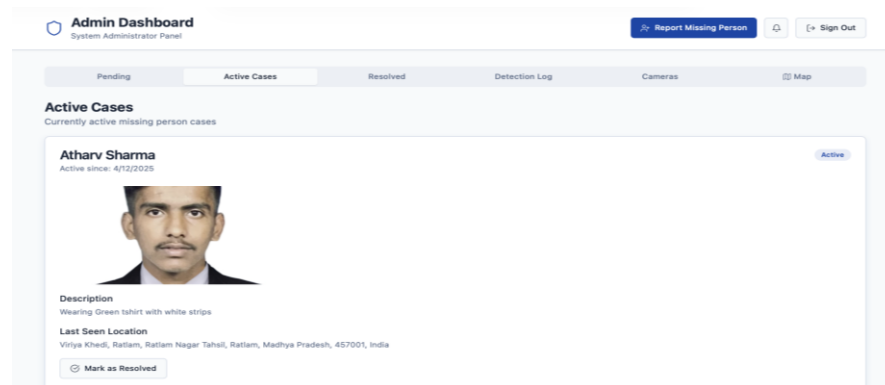 Admin Dashboard
System Administrator Panel
Report Missing Person
Sign Out
Pending
Active Cases
Resolved
Detection Log
Cameras
Map
Active Cases
Currently active missing person cases
Atharv Sharma
Active
Active since: 4/12/2025
Description
Wearing Green tshirt with white strips
Last Seen Location
Viriya Khedi, Ratlam, Ratlam Nagar Tahsil, Ratlam, Madhya Pradesh, 457001, India
Mark as Resolved